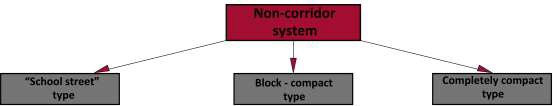 Non-corridor
system
“School street”
type
Block - compact
type
Completely compact
type